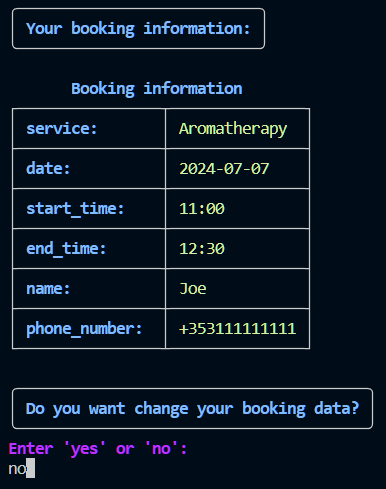 Your booking information:
Booking information
service: Aromatherapy
date: 2024-07-07
start_time: 11:00
end_time: 12:30
name: Joe
phone_number: +353111111111
Do you want change your booking data?
Enter 'yes' or 'no':
no